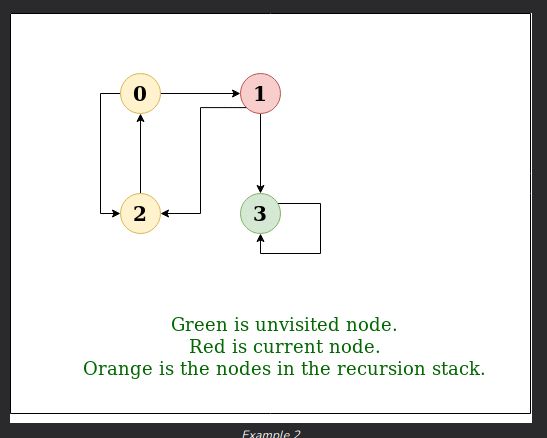 0
1
2
3
Green is unvisited node.
Red is current node.
Orange is the nodes in the recursion stack.
Example 2